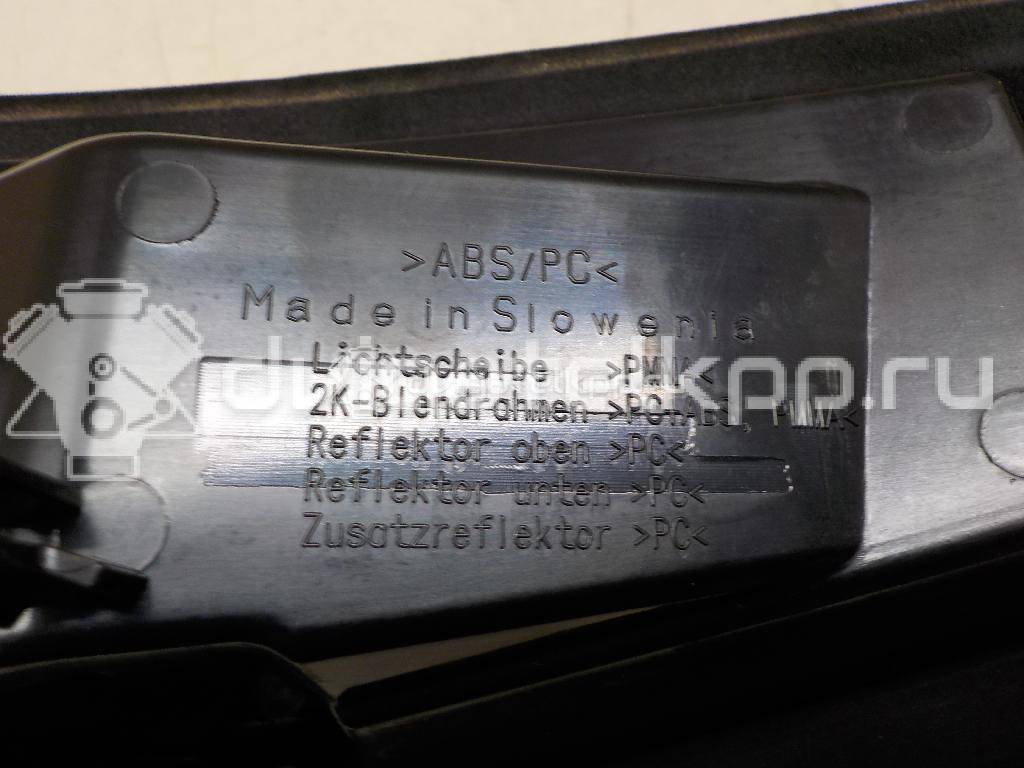 >ABS/PC<
Made in Slowenia
Lichtscheibe >PMMA<
2K-Blendrahmen >PC+ABS, PMMA<
Reflektor oben >PC<
Reflektor unten >PC<
Zusatzreflektor >PC<